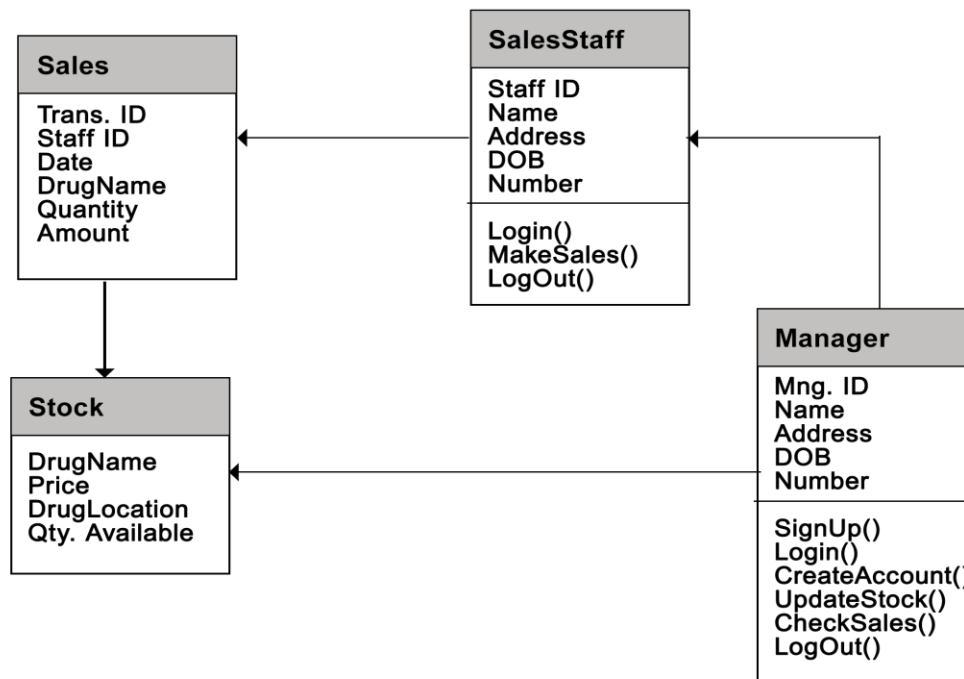 Sales
Trans. ID
Staff ID
Date
DrugName
Quantity
Amount
SalesStaff
Staff ID
Name
Address
DOB
Number
Login()
MakeSales()
LogOut()
Stock
DrugName
Price
DrugLocation
Qty. Available
Manager
Mng. ID
Name
Address
DOB
Number
SignUp()
Login()
CreateAccount()
UpdateStock()
CheckSales()
LogOut()